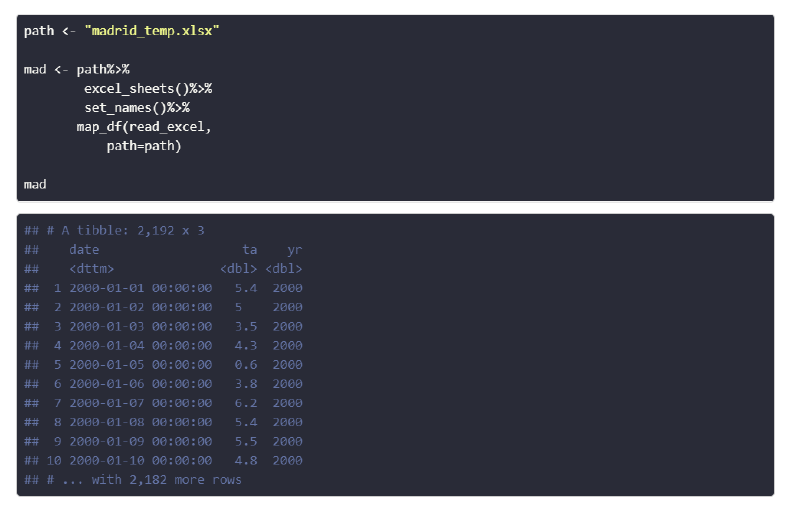 path <- "madrid_temp.xlsx"
mad <- path%>%
        excel_sheets()%>%
        set_names()%>%
       map_df(read_excel,
           path=path)
mad
## # A tibble: 2,192 x 3
##    date                   ta    yr
##    <dttm>              <dbl> <dbl>
##  1 2000-01-01 00:00:00   5.4  2000
##  2 2000-01-02 00:00:00   5    2000
##  3 2000-01-03 00:00:00   3.5  2000
##  4 2000-01-04 00:00:00   4.3  2000
##  5 2000-01-05 00:00:00   0.6  2000
##  6 2000-01-06 00:00:00   3.8  2000
##  7 2000-01-07 00:00:00   6.2  2000
##  8 2000-01-08 00:00:00   5.4  2000
##  9 2000-01-09 00:00:00   5.5  2000
## 10 2000-01-10 00:00:00   4.8  2000
## # ... with 2,182 more rows